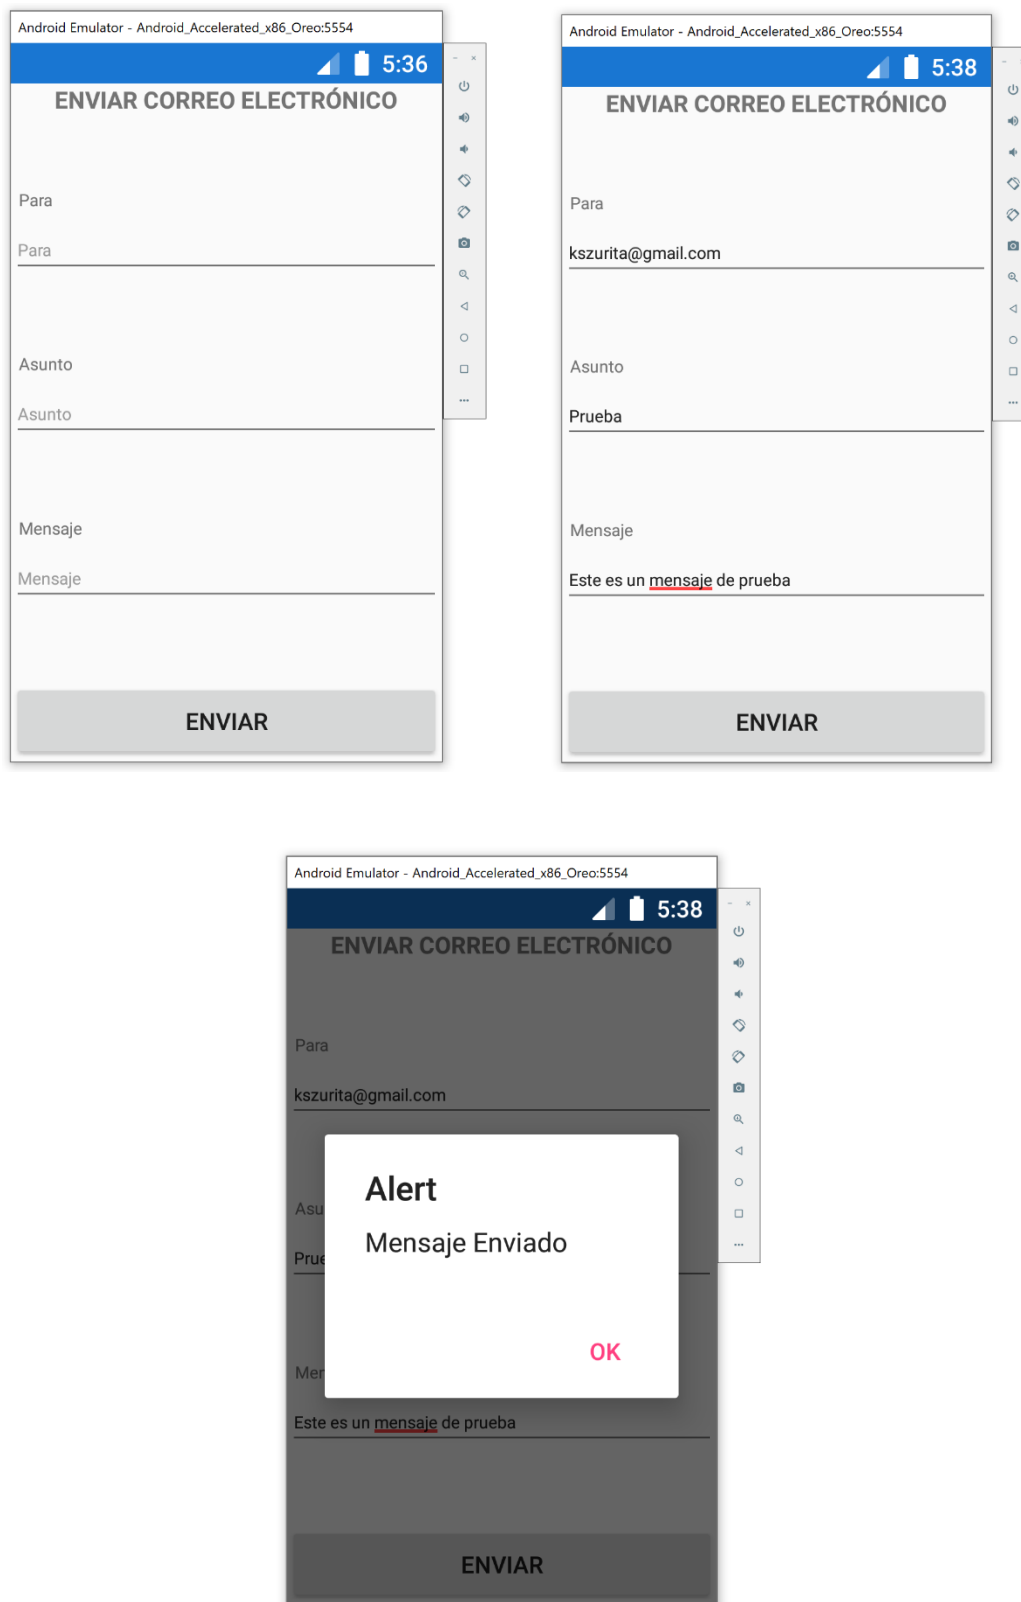 Android Emulator - Android_Accelerated_x86_Oreo:5554
5:36
ENVIAR CORREO ELECTRÓNICO
Para
Para
Asunto
Asunto
Mensaje
Mensaje
ENVIAR
Android Emulator - Android_Accelerated_x86_Oreo:5554
5:38
ENVIAR CORREO ELECTRÓNICO
Para
kszurita@gmail.com
Asunto
Prueba
Mensaje
Este es un mensaje de prueba
ENVIAR
Android Emulator - Android_Accelerated_x86_Oreo:5554
5:38
ENVIAR CORREO ELECTRÓNICO
Para
kszurita@gmail.com
Asu
Prue
Alert
Mensaje Enviado
OK
Men
Este es un mensaje de prueba
ENVIAR